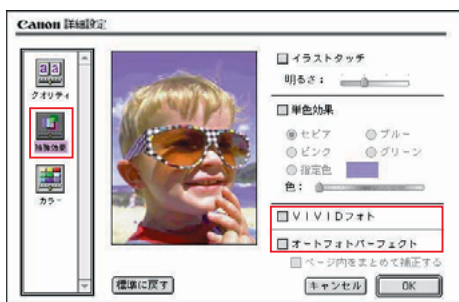 Canon 詳細設定
クオリティ
特殊効果
カラー
イラストタッチ
明るさ：
単色効果
セピア
ブルー
ピンク
グリーン
指定色
色：
VIVIDフォト
オートフォトパーフェクト
ページ内をまとめて補正する
標準に戻す
キャンセル
OK